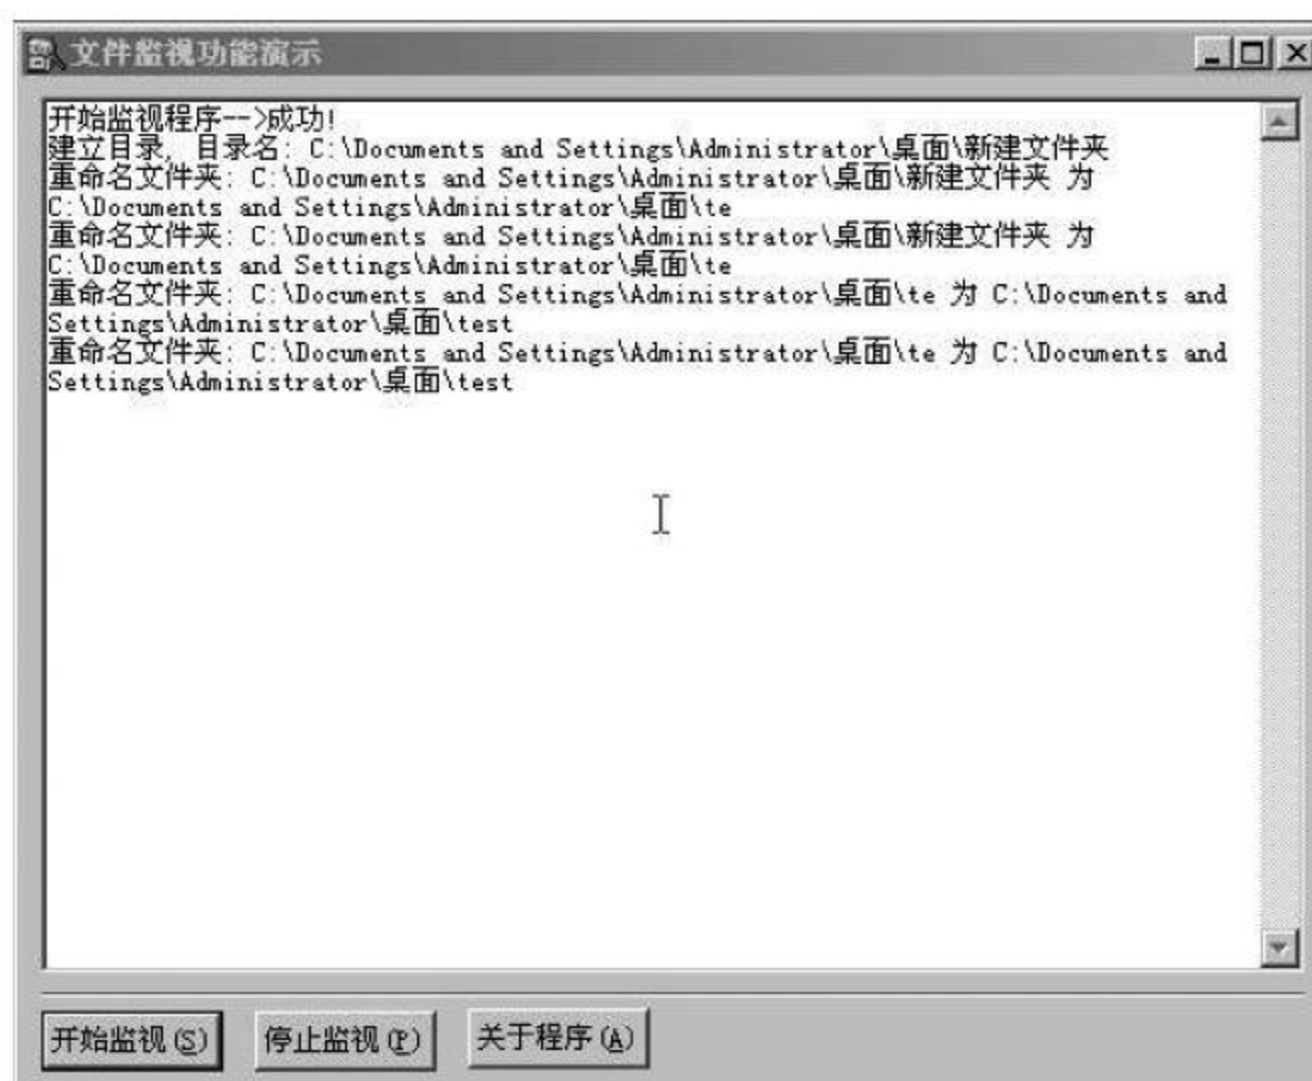 文件监视功能演示
开始监视程序-->成功!
建立目录, 目录名: C:\Documents and Settings\Administrator\桌面\新建文件夹
重命名文件夹: C:\Documents and Settings\Administrator\桌面\新建文件夹 为
C:\Documents and Settings\Administrator\桌面\te
重命名文件夹: C:\Documents and Settings\Administrator\桌面\新建文件夹 为
C:\Documents and Settings\Administrator\桌面\te
重命名文件夹: C:\Documents and Settings\Administrator\桌面\te 为 C:\Documents and
Settings\Administrator\桌面\test
重命名文件夹: C:\Documents and Settings\Administrator\桌面\te 为 C:\Documents and
Settings\Administrator\桌面\test
开始监视(S) 停止监视(P) 关于程序(A)